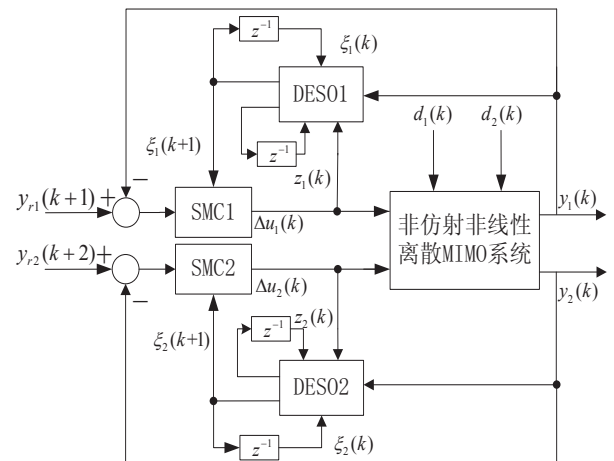 z⁻¹
ξ₁(k)
DESO1
d₁(k)
d₂(k)
z⁻¹
ξ₁(k+1)
z₁(k)
−
yᵣ₁(k+1) +
SMC1
Δu₁(k)
非仿射非线性
离散MIMO系统
y₁(k)
yᵣ₂(k+2) +
SMC2
Δu₂(k)
y₂(k)
−
ξ₂(k+1)
z⁻¹
z₂(k)
DESO2
z⁻¹
ξ₂(k)